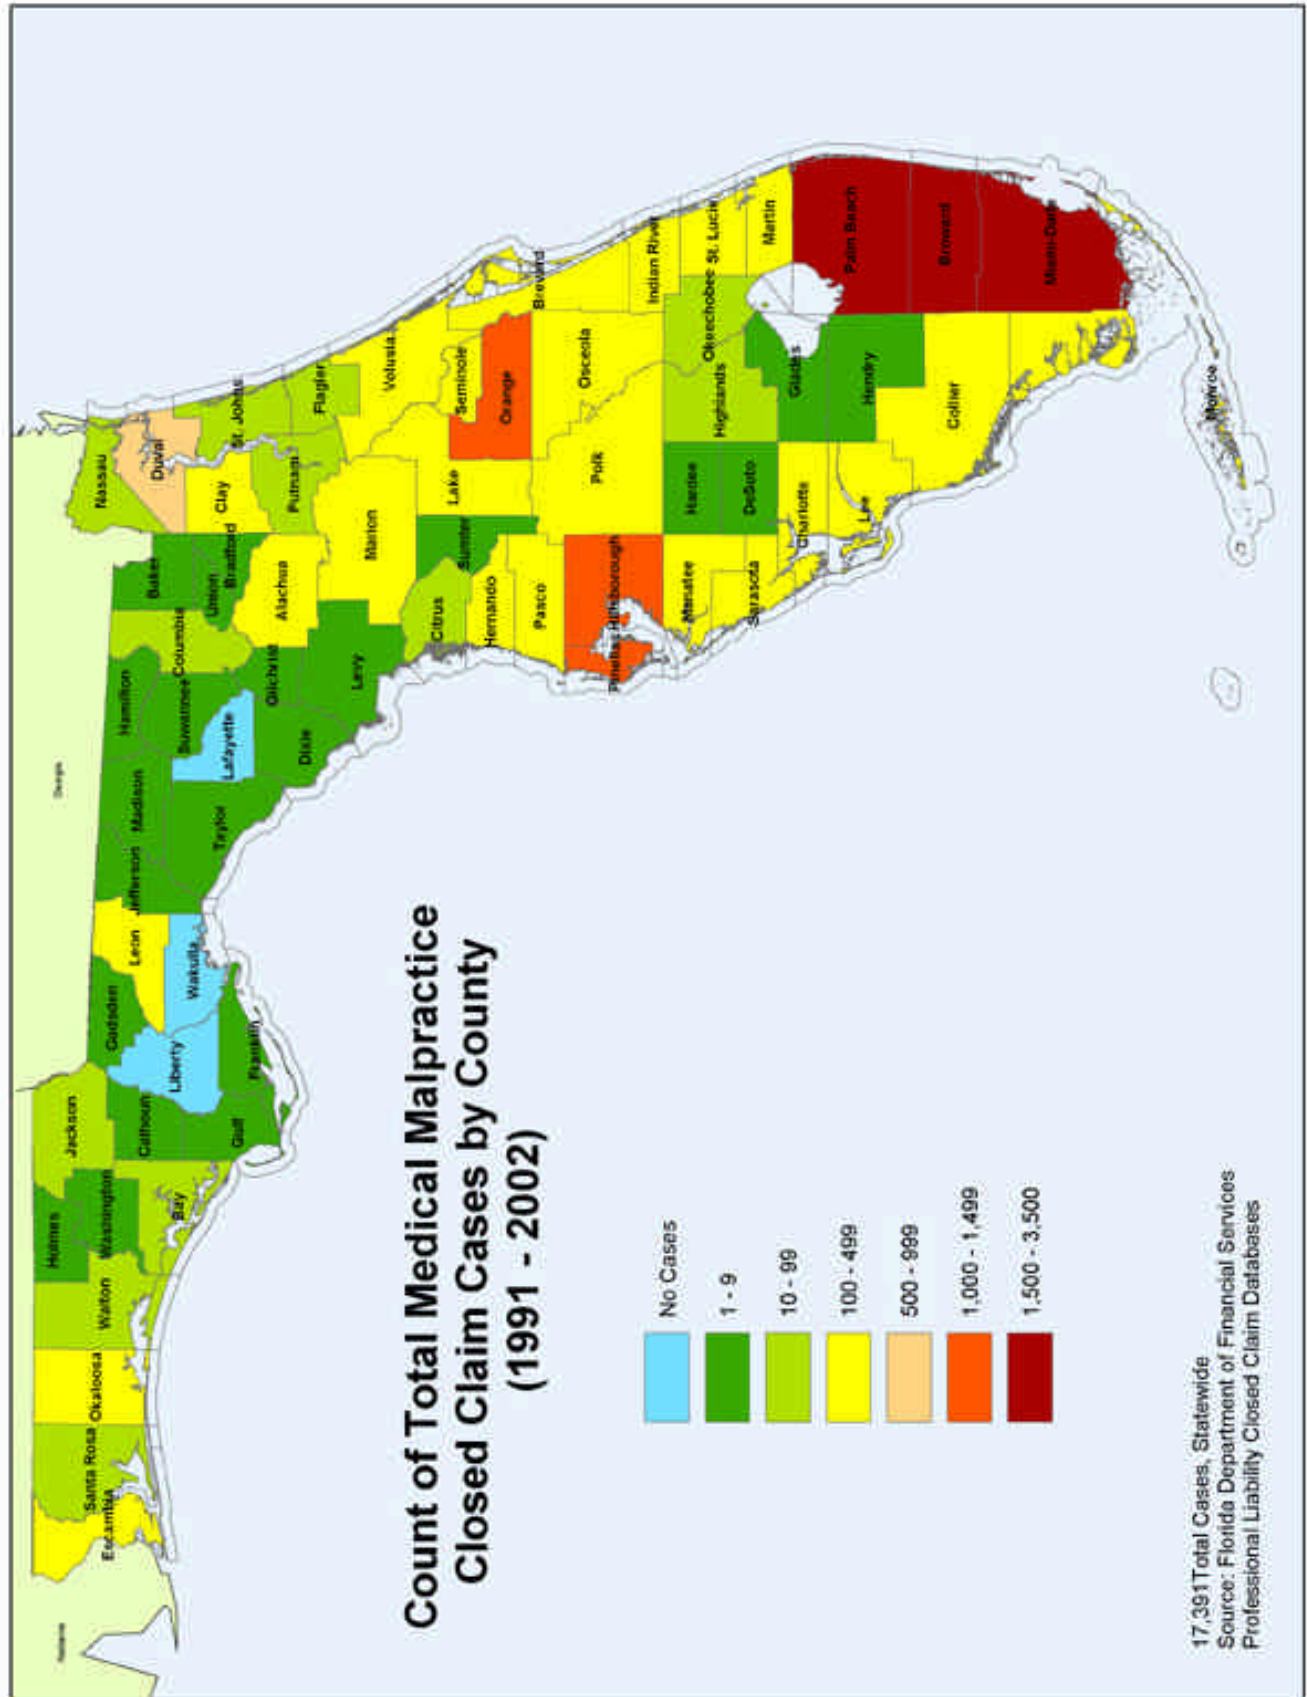 Count of Total Medical Malpractice
Closed Claim Cases by County
(1991 - 2002)
No Cases
1 - 9
10 - 99
100 - 499
500 - 999
1,000 - 1,499
1,500 - 3,500
17,391Total Cases, Statewide
Source: Florida Department of Financial Services
Professional Liability Closed Claim Databases
Escambia
Santa Rosa
Okaloosa
Walton
Holmes
Washington
Bay
Jackson
Calhoun
Gulf
Liberty
Gadsden
Franklin
Leon
Wakulla
Jefferson
Madison
Taylor
Hamilton
Suwannee
Lafayette
Dixie
Columbia
Gilchrist
Levy
Baker
Union
Bradford
Alachua
Nassau
Duval
Clay
St. Johns
Putnam
Flagler
Marion
Citrus
Sumter
Lake
Volusia
Hernando
Pasco
Seminole
Orange
Brevard
Pinellas
Hillsborough
Polk
Osceola
Indian River
Manatee
Hardee
Highlands
Okeechobee
St. Lucie
Sarasota
DeSoto
Martin
Charlotte
Glades
Lee
Hendry
Palm Beach
Collier
Broward
Miami-Dade
Monroe
Georgia